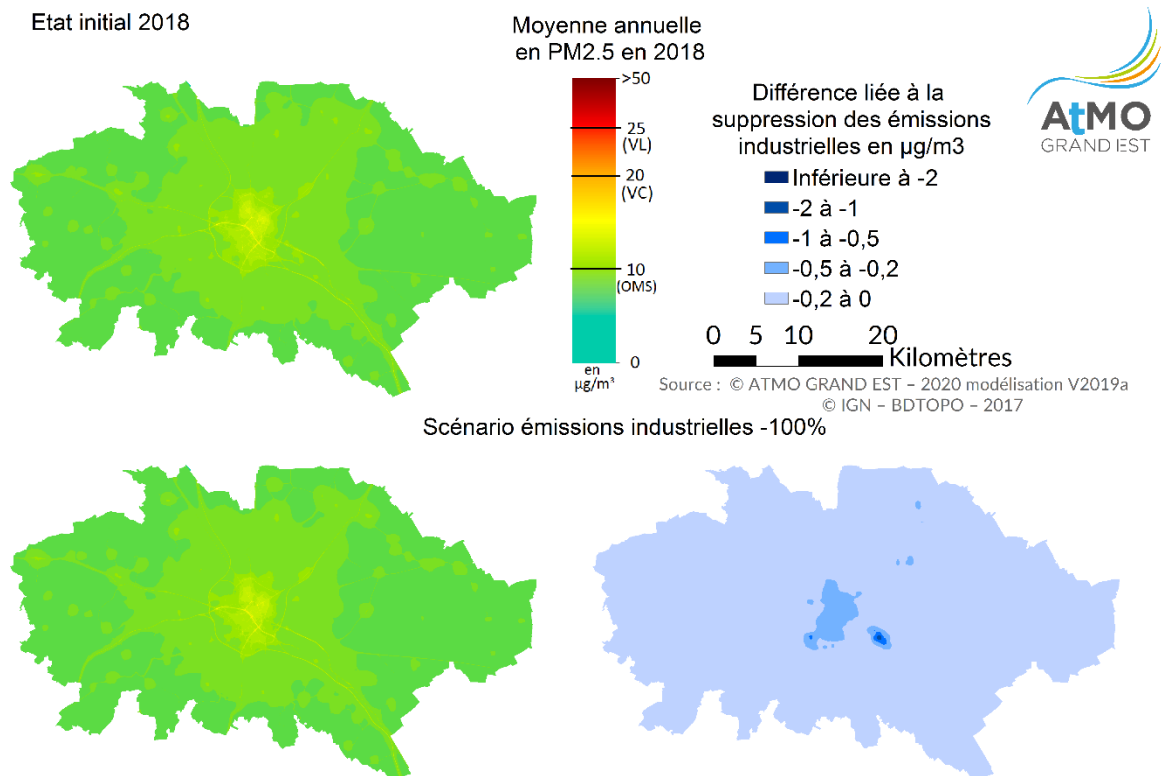 Etat initial 2018
Moyenne annuelle
en PM2.5 en 2018
>50
25
(VL)
20
(VC)
10
(OMS)
0
en
µg/m³
Différence liée à la
suppression des émissions
industrielles en µg/m3
Inférieure à -2
-2 à -1
-1 à -0,5
-0,5 à -0,2
-0,2 à 0
0 5 10 20
Kilomètres
AtMO
GRAND EST
Source : © ATMO GRAND EST – 2020 modélisation V2019a
© IGN – BDTOPO – 2017
Scénario émissions industrielles -100%